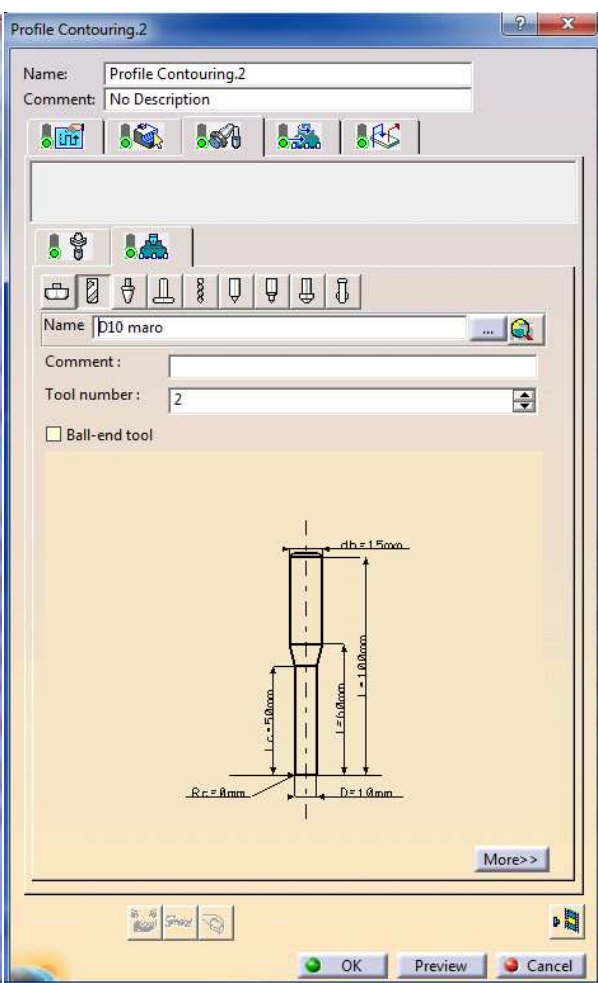 Profile Contouring.2
Name: Profile Contouring.2
Comment: No Description
Name D10 maro ...
Comment :
Tool number : 2
Ball-end tool
db=15mm
L=100mm
l=60mm
Lc=50mm
Rc=0mm
D=10mm
More>>
OK Preview Cancel